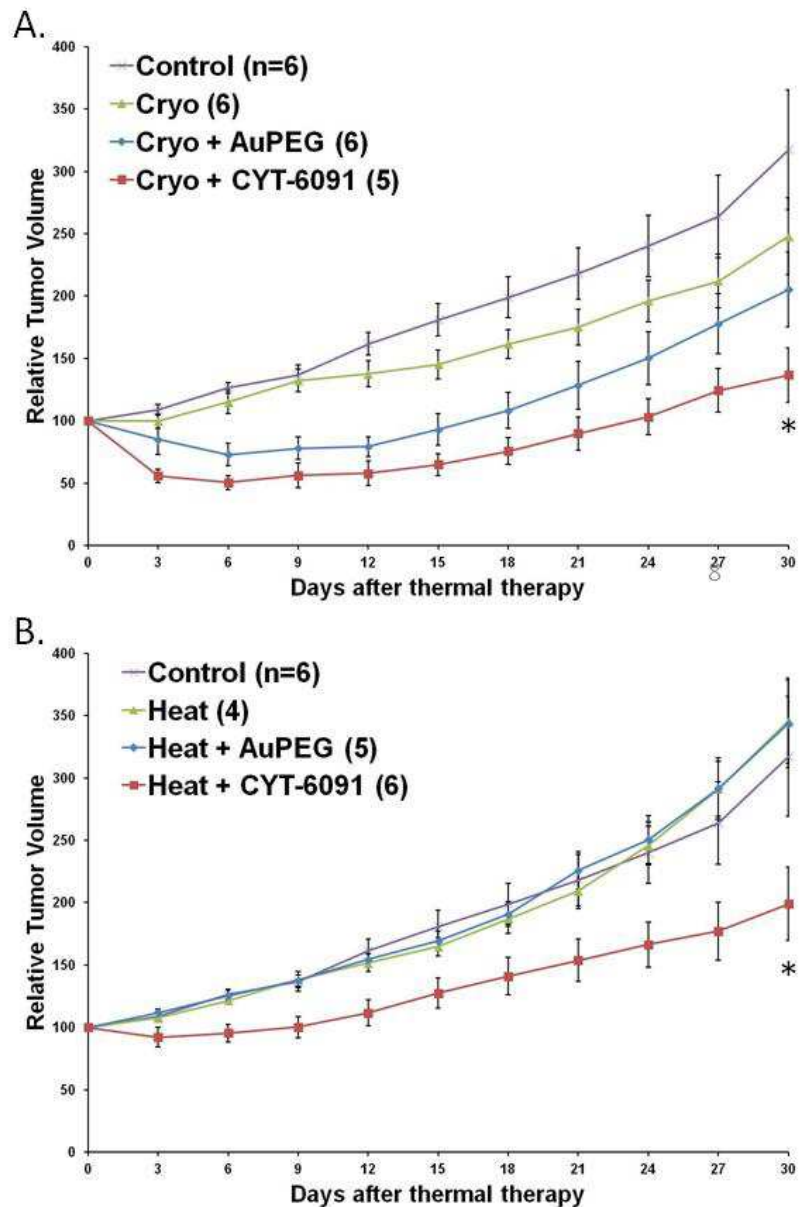 A.
400
350
300
250
200
150
100
50
0
Relative Tumor Volume
Control (n=6)
Cryo (6)
Cryo + AuPEG (6)
Cryo + CYT-6091 (5)
*
0 3 6 9 12 15 18 21 24 27 30
8
Days after thermal therapy
B.
400
350
300
250
200
150
100
50
0
Relative Tumor Volume
Control (n=6)
Heat (4)
Heat + AuPEG (5)
Heat + CYT-6091 (6)
*
0 3 6 9 12 15 18 21 24 27 30
Days after thermal therapy